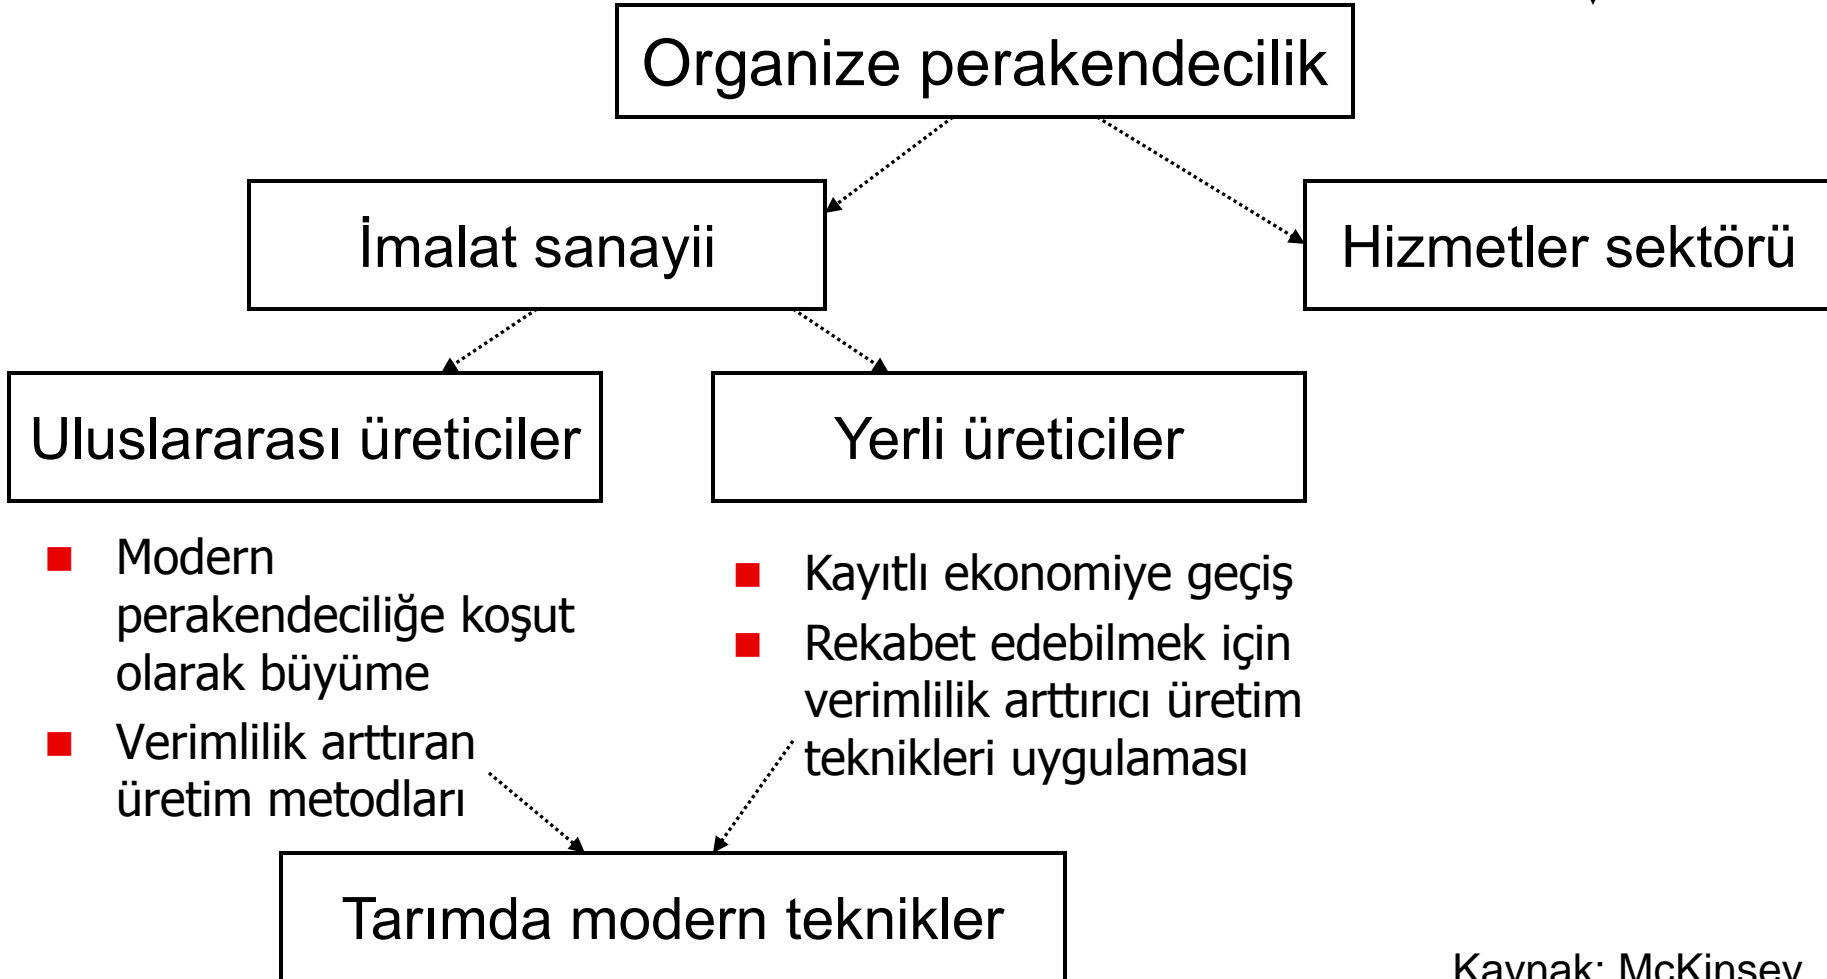 Organize perakendecilik
İmalat sanayii
Hizmetler sektörü
Uluslararası üreticiler
Yerli üreticiler
Modern
perakendeciliğe koşut
olarak büyüme
Verimlilik arttıran
üretim metodları
Kayıtlı ekonomiye geçiş
Rekabet edebilmek için
verimlilik arttırıcı üretim
teknikleri uygulaması
Tarımda modern teknikler
Kaynak: McKinsey